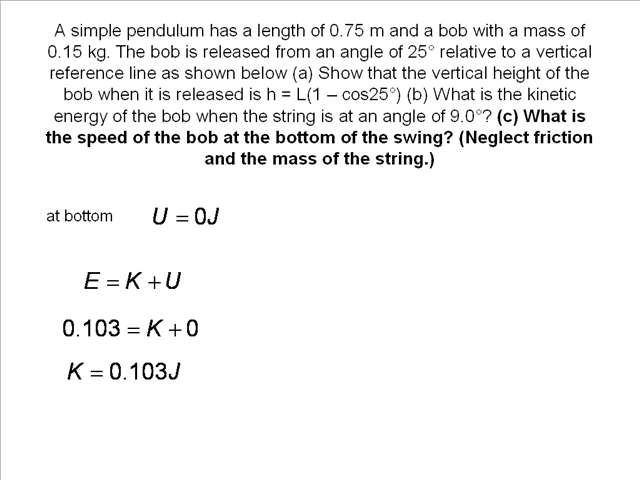 A simple pendulum has a length of 0.75 m and a bob with a mass of
0.15 kg. The bob is released from an angle of 25° relative to a vertical
reference line as shown below (a) Show that the vertical height of the
bob when it is released is h = L(1 – cos25°) (b) What is the kinetic
energy of the bob when the string is at an angle of 9.0°? (c) What is
the speed of the bob at the bottom of the swing? (Neglect friction
and the mass of the string.)
at bottom U = 0J
E = K + U
0.103 = K + 0
K = 0.103J